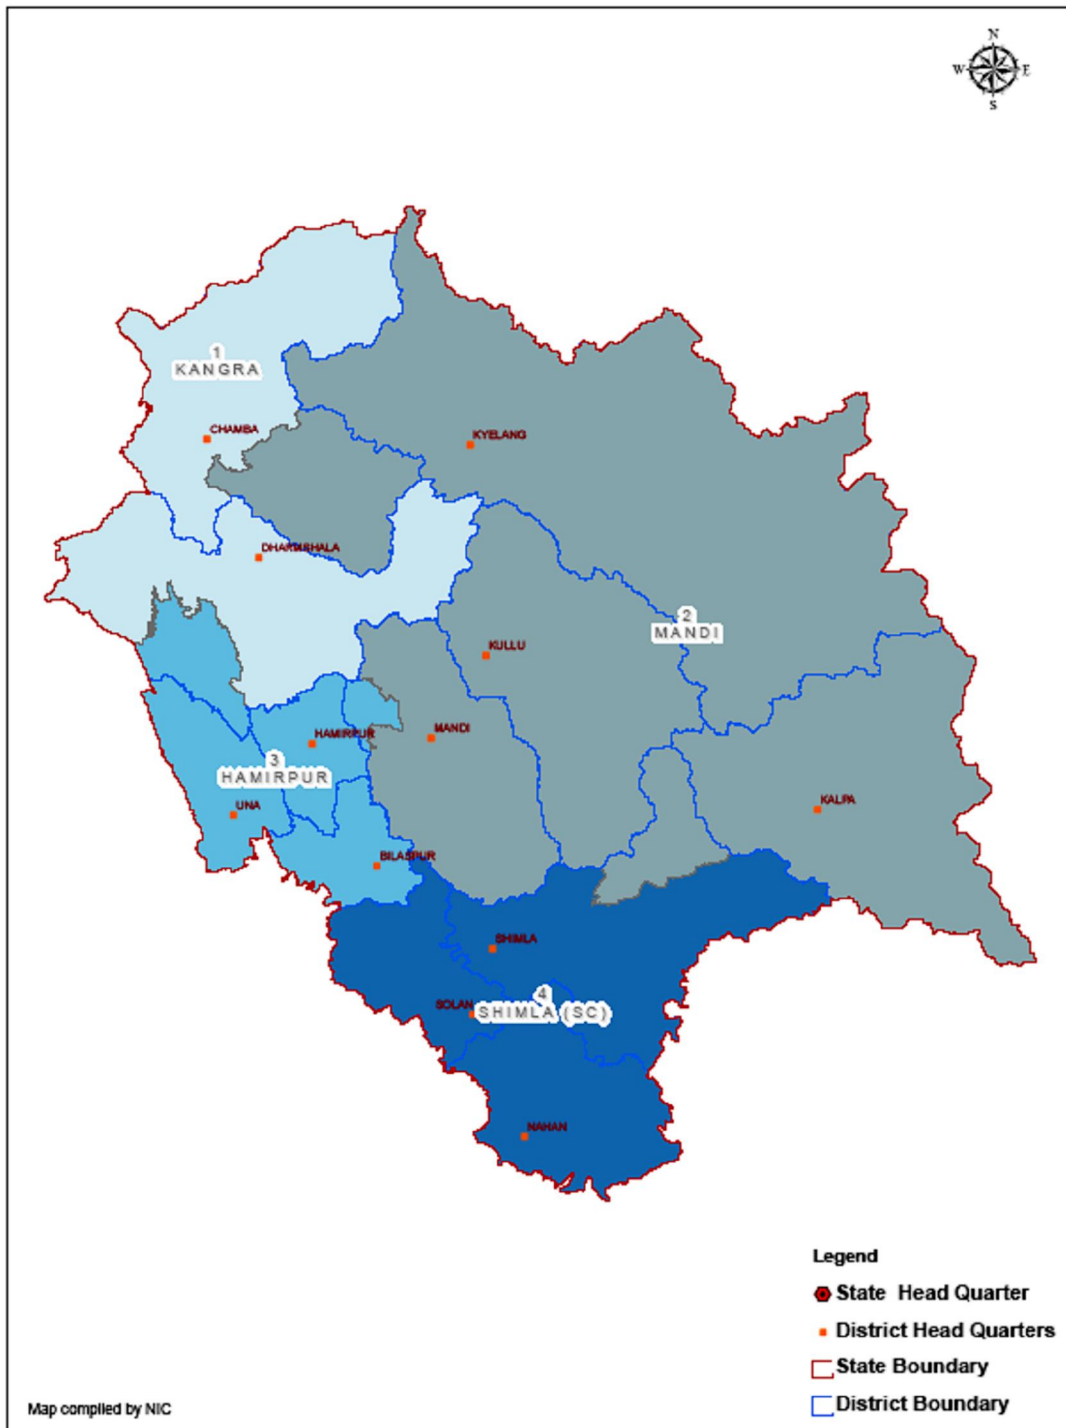 N
W E
S
1
KANGRA
CHAMBA
KYELANG
DHARMSHALA
2
MANDI
KULLU
HAMIRPUR
MANDI
3
HAMIRPUR
UNA
KALPA
BILASPUR
SHIMLA
4
SOLAN
SHIMLA (SC)
NAHAN
Legend
State Head Quarter
District Head Quarters
State Boundary
District Boundary
Map compiled by NIC